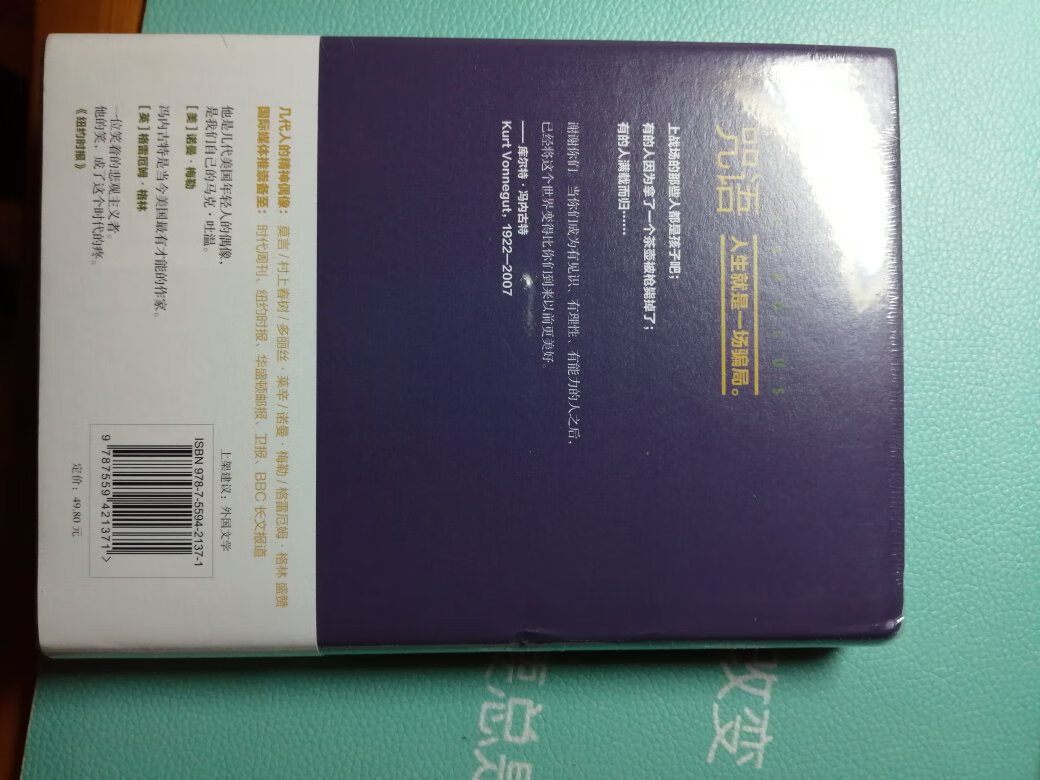 咒语
人生就是一场骗局。
上战场的那些人都是孩子吧；
有的人因为拿了一个茶壶被枪毙掉了；
有的人满载而归……
谢谢你们，当你们成为有见识、有理性、有能力的人之后，
已经将这个世界变得比你们到来以前更美好。
——库尔特·冯内古特
Kurt Vonnegut，1922—2007
几代人的精神偶像：莫言/村上春树/多丽丝·莱辛/诺曼·梅勒/格雷厄姆·格林 盛赞
国际媒体推崇备至：时代周刊、纽约时报、华盛顿邮报、卫报、BBC 长文报道
他是几代美国年轻人的偶像，
是我们自己的马克·吐温。
[美] 诺曼·梅勒
冯内古特是当今美国最有才能的作家。
[英] 格雷厄姆·格林
一位笑着的悲观主义者。
他的笑，成了这个时代的疼。
《纽约时报》
上架建议：外国文学
ISBN 978-7-5594-2137-1
9 787559 421371 >
定价：49.80 元
改变
总是